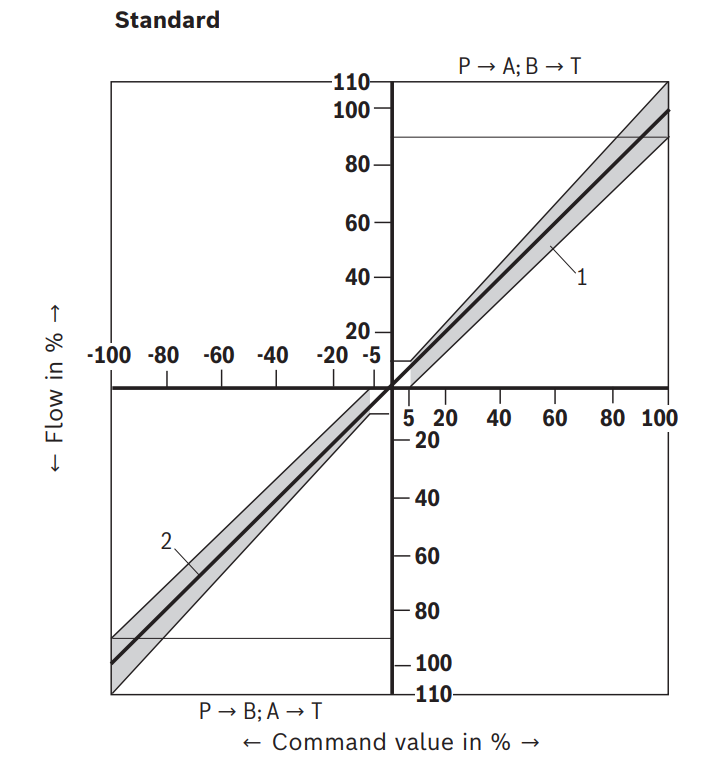 Standard
P → A; B → T
110
100
80
60
40
20
1
-100 -80 -60 -40 -20 -5
5 20 40 60 80 100
20
40
60
80
100
110
2
← Flow in % →
P → B; A → T
← Command value in % →